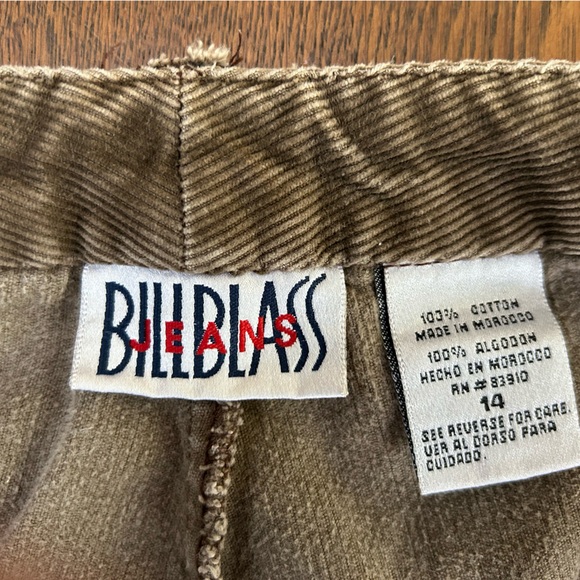 BILLBLASS
JEANS
100% COTTON
MADE IN MOROCCO
100% ALGODON
HECHO EN MOROCCO
RN # 83910
14
SEE REVERSE FOR CARE.
VER AL DORSO PARA
CUIDADO.